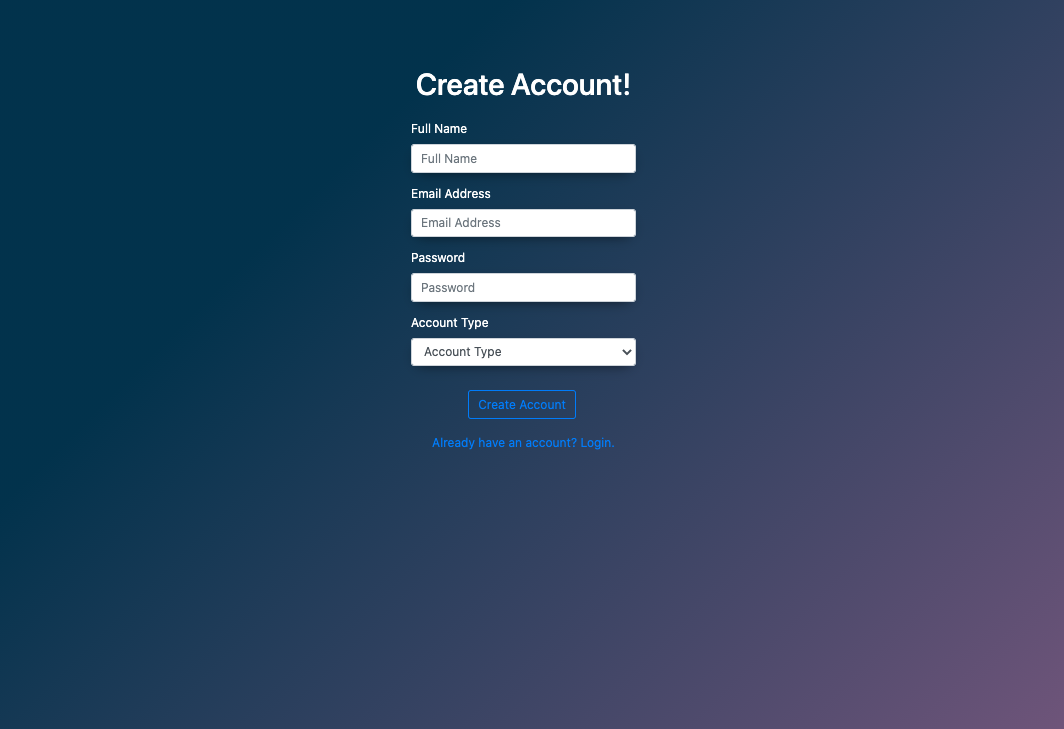 Create Account!
Full Name
Full Name
Email Address
Email Address
Password
Password
Account Type
Account Type
Create Account
Already have an account? Login.